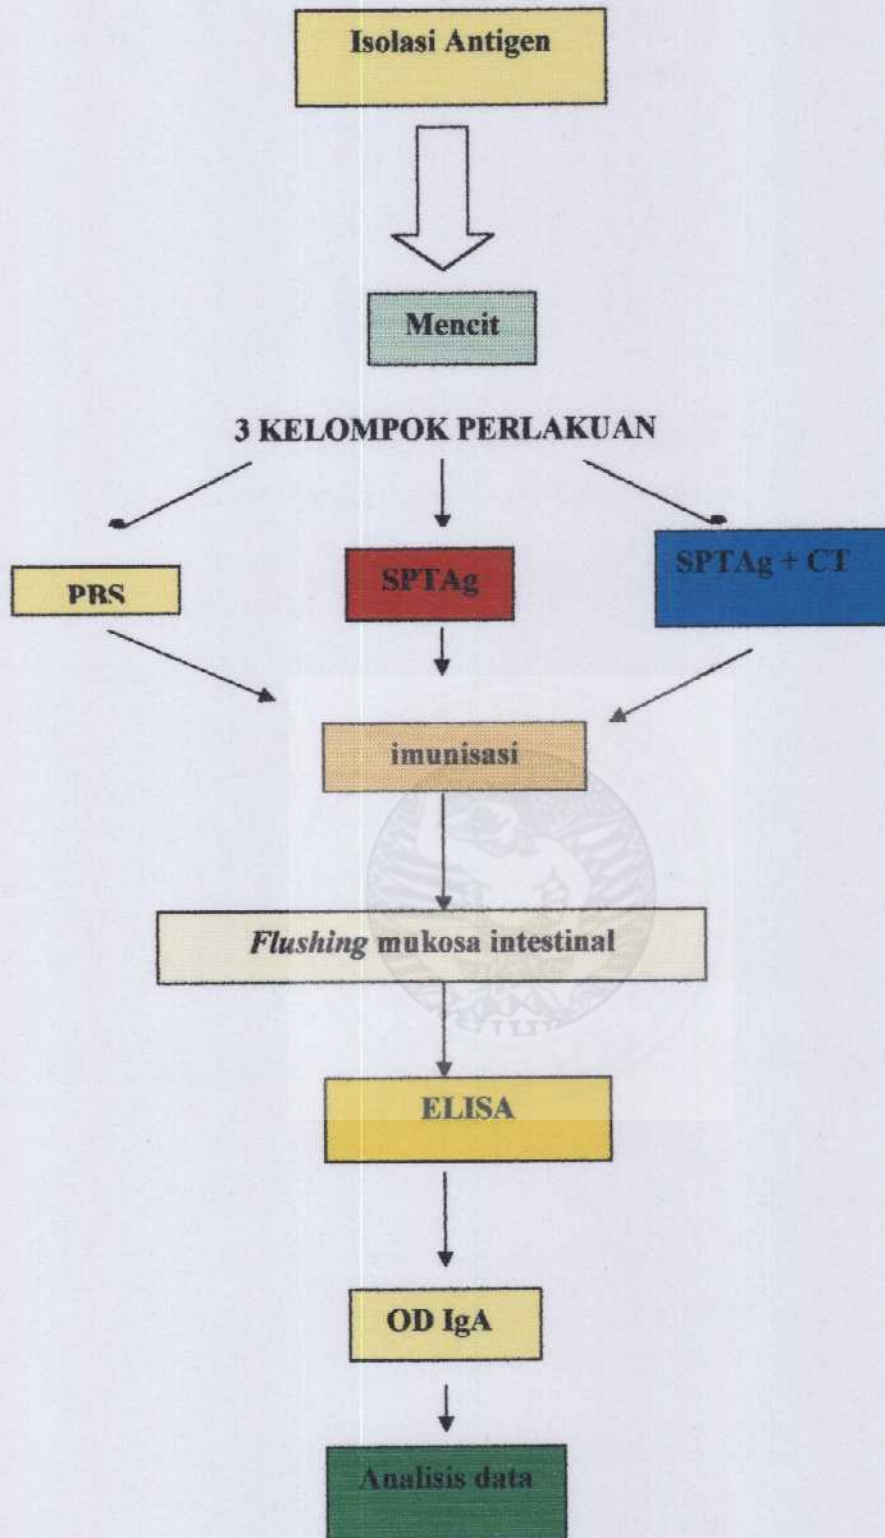 Isolasi Antigen
Mencit
3 KELOMPOK PERLAKUAN
PBS
SPTAg
SPTAg + CT
imunisasi
Flushing mukosa intestinal
ELISA
OD IgA
Analisis data